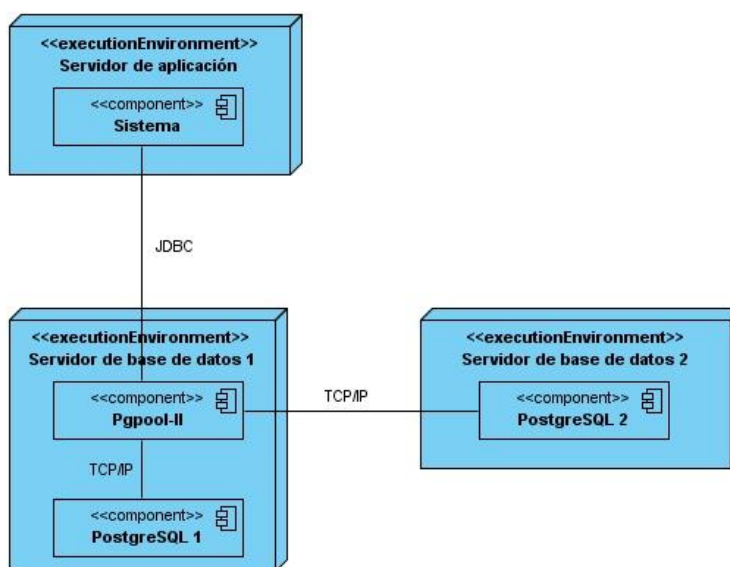 <<executionEnvironment>>
Servidor de aplicación
<<component>>
Sistema
JDBC
<<executionEnvironment>>
Servidor de base de datos 1
<<component>>
Pgpool-II
TCP/IP
<<component>>
PostgreSQL 1
TCP/IP
<<executionEnvironment>>
Servidor de base de datos 2
<<component>>
PostgreSQL 2